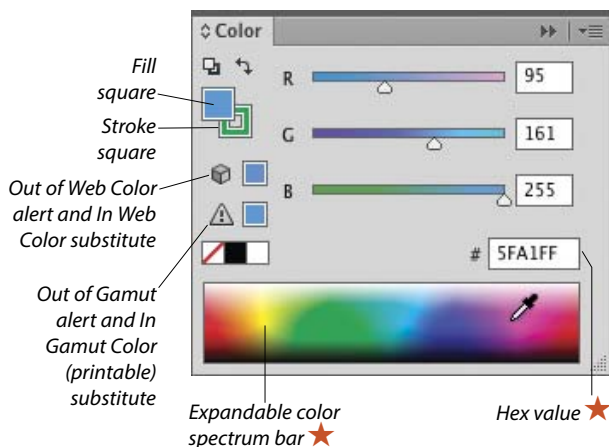 Color
Fill
square
Stroke
square
Out of Web Color
alert and In Web
Color substitute
Out of Gamut
alert and In
Gamut Color
(printable)
substitute
R
95
G
161
B
255
# 5FA1FF
Expandable color
spectrum bar
Hex value